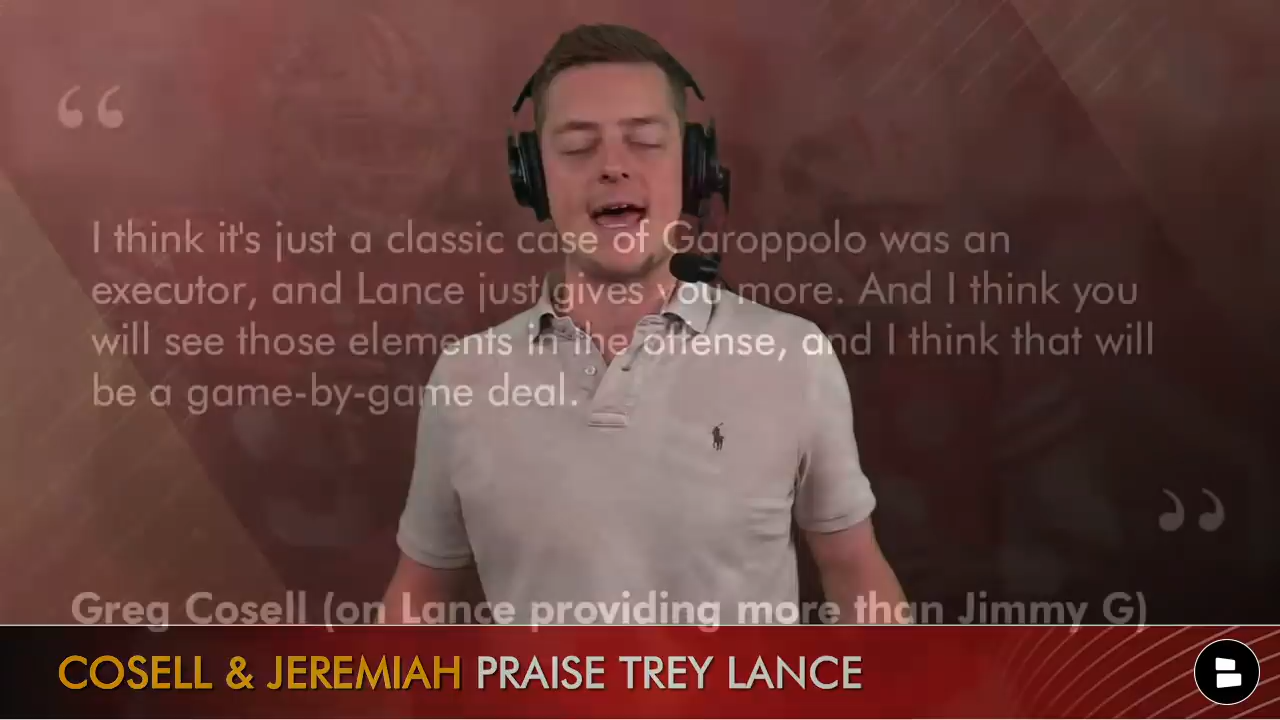 “
I think it's just a classic case of Garoppolo was an
executor, and Lance just gives you more. And I think you
will see those elements in the offense, and I think that will
be a game-by-game deal.
”
Greg Cosell (on Lance providing more than Jimmy G)
COSELL & JEREMIAH PRAISE TREY LANCE